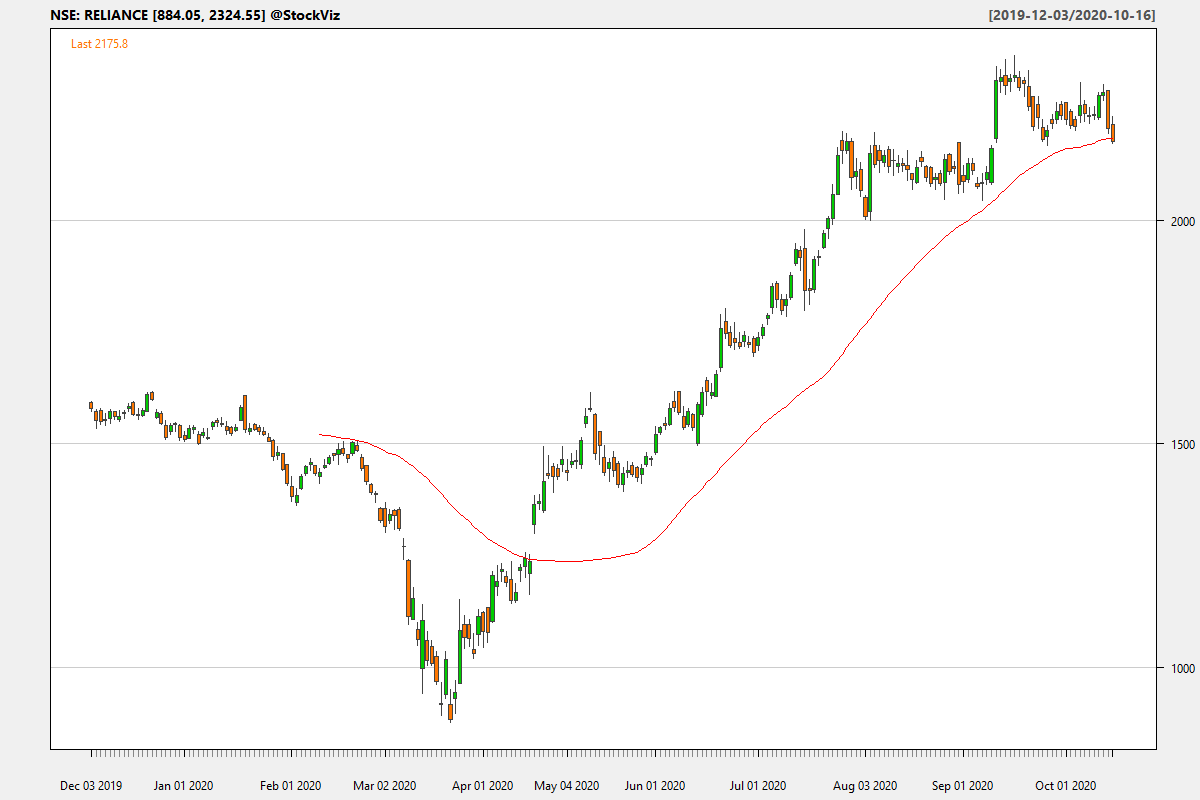 NSE: RELIANCE [884.05, 2324.55] @StockViz [2019-12-03/2020-10-16]
Last 2175.8
2000
1500
1000
Dec 03 2019 Jan 01 2020 Feb 01 2020 Mar 02 2020 Apr 01 2020 May 04 2020 Jun 01 2020 Jul 01 2020 Aug 03 2020 Sep 01 2020 Oct 01 2020